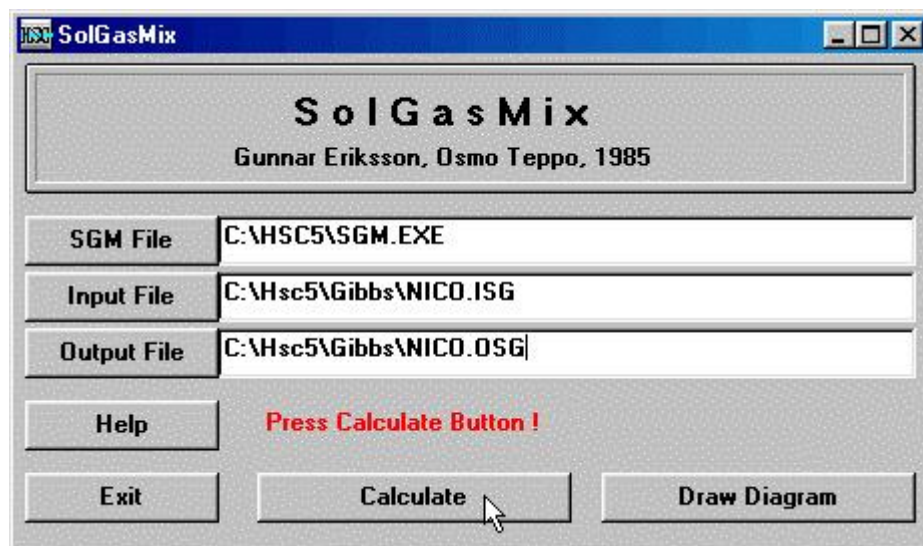 HSC SolGasMix
SolGasMix
Gunnar Eriksson, Osmo Teppo, 1985
SGM File C:\HSC5\SGM.EXE
Input File C:\Hsc5\Gibbs\NICO.ISG
Output File C:\Hsc5\Gibbs\NICO.OSG
Help Press Calculate Button !
Exit Calculate Draw Diagram